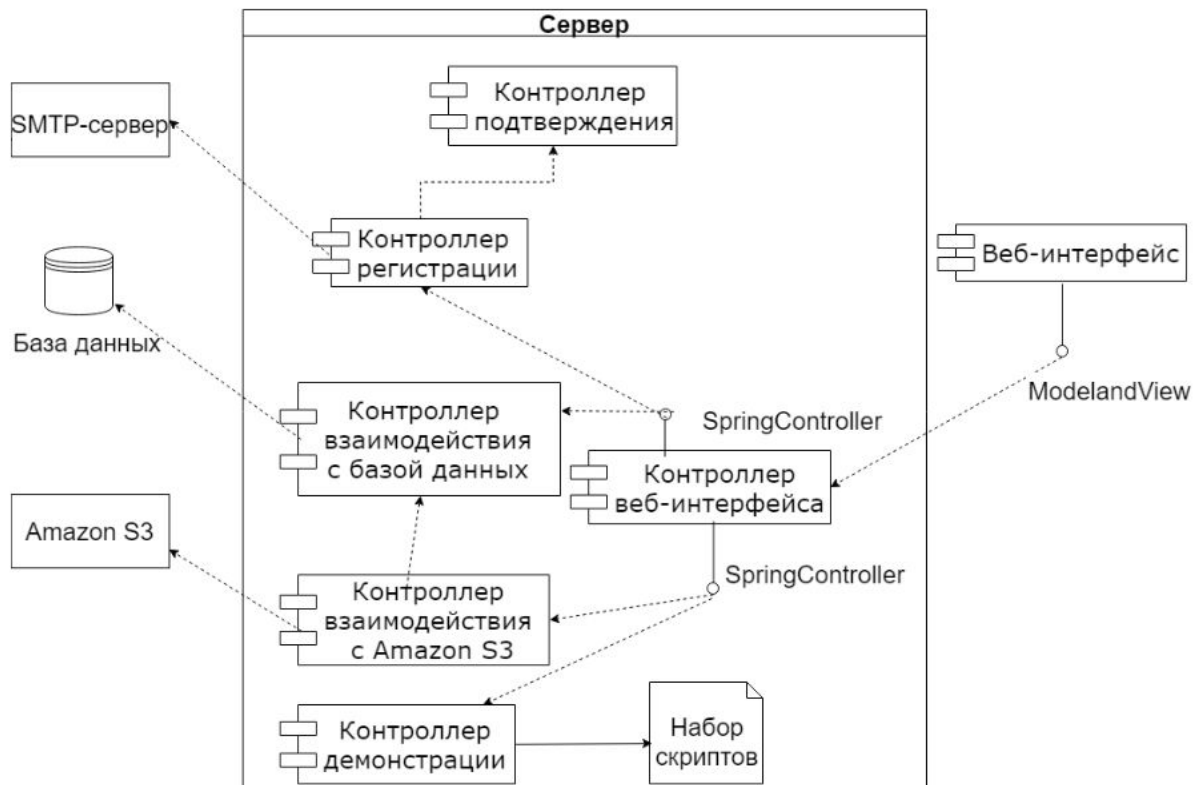 Сервер
Контроллер
подтверждения
SMTP-сервер
Контроллер
регистрации
Веб-интерфейс
База данных
ModelandView
Контроллер
взаимодействия
с базой данных
SpringController
Контроллер
веб-интерфейса
Amazon S3
SpringController
Контроллер
взаимодействия
с Amazon S3
Контроллер
демонстрации
Набор
скриптов